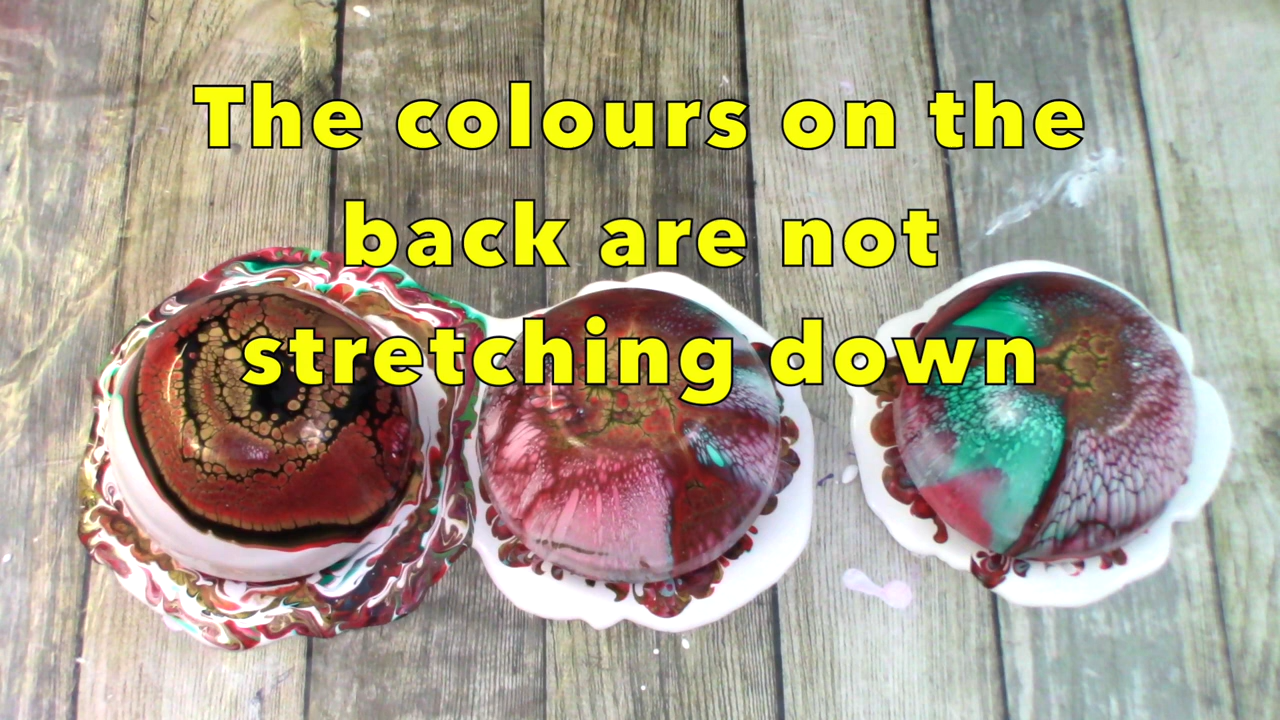 The colours on the
back are not
stretching down